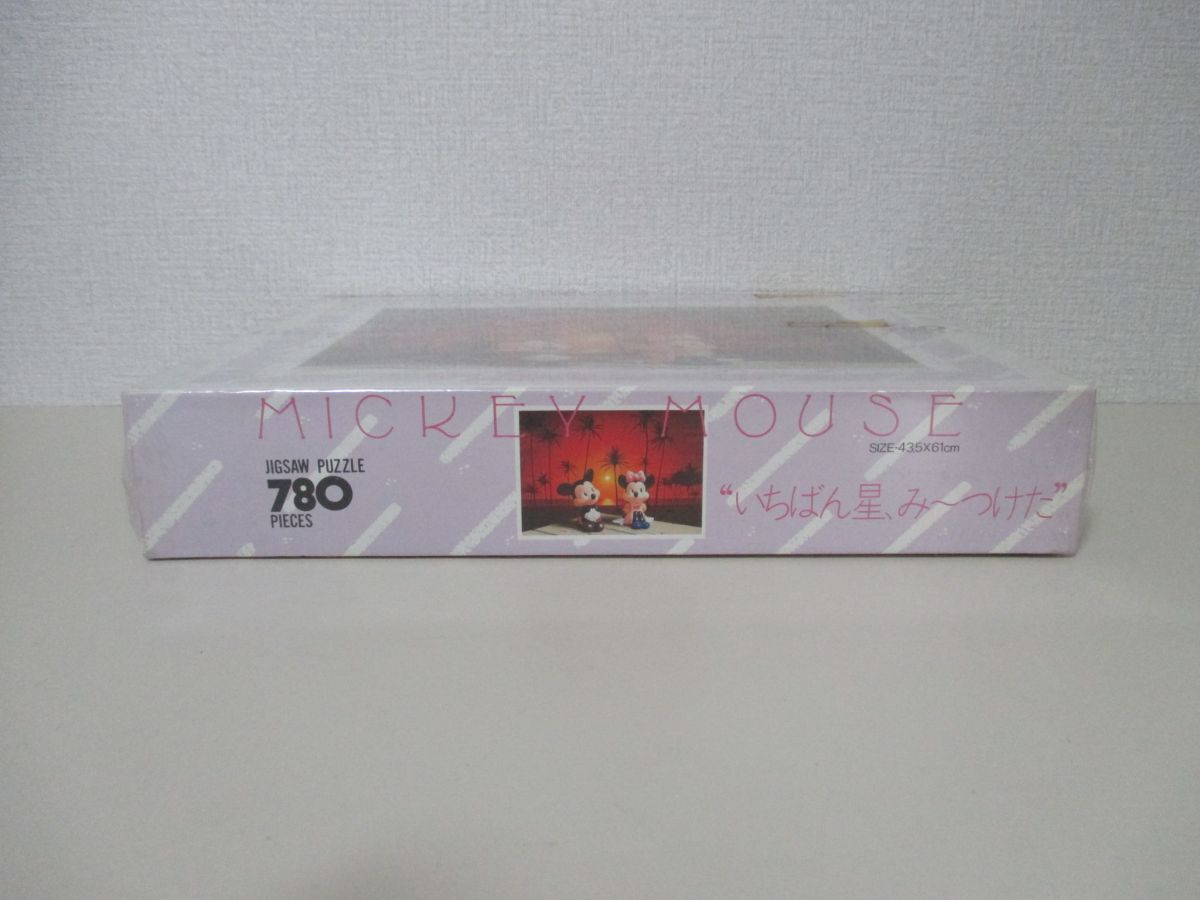 MICKEY MOUSE
SIZE·43.5X61cm
JIGSAW PUZZLE
780
PIECES
“いちばん星、み〜つけた”